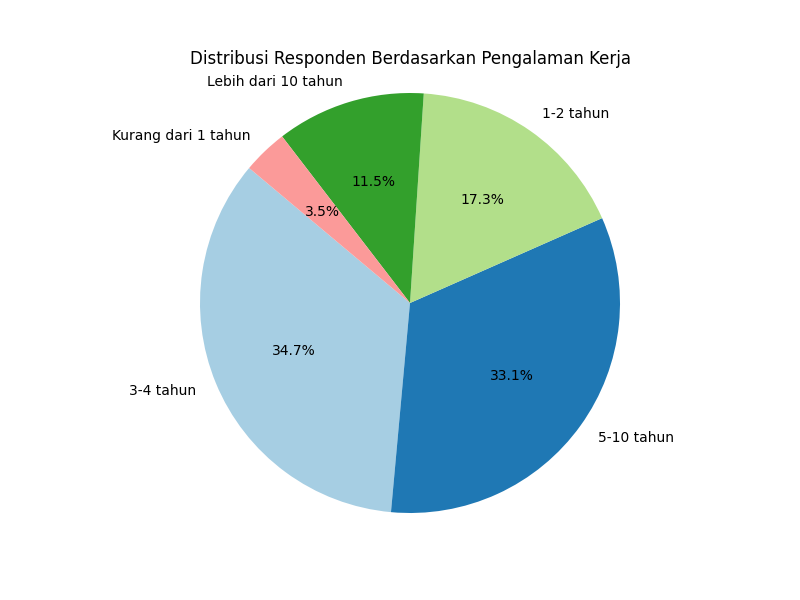 Distribusi Responden Berdasarkan Pengalaman Kerja
Lebih dari 10 tahun
1-2 tahun
Kurang dari 1 tahun
11.5%
17.3%
3.5%
34.7%
33.1%
3-4 tahun
5-10 tahun